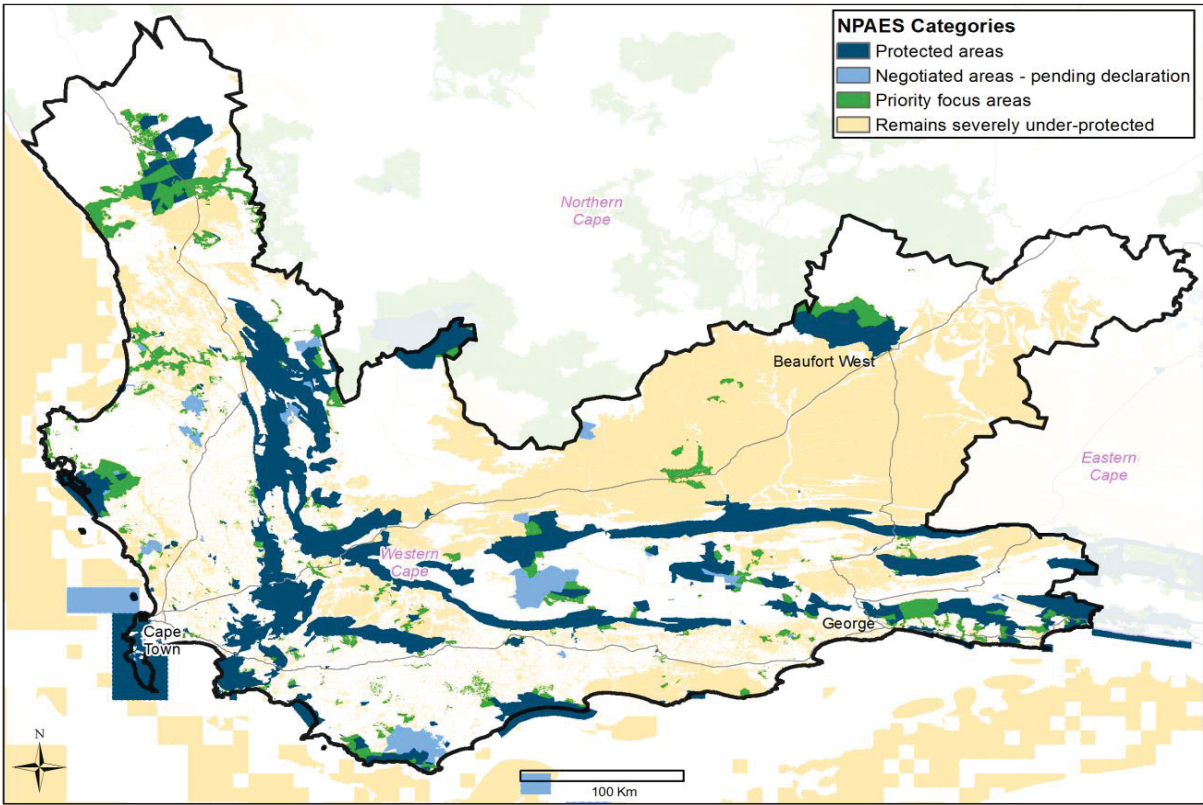 NPAES Categories
Protected areas
Negotiated areas - pending declaration
Priority focus areas
Remains severely under-protected
Northern
Cape
Beaufort West
Eastern
Cape
Western
Cape
George
Cape
Town
N
100 Km